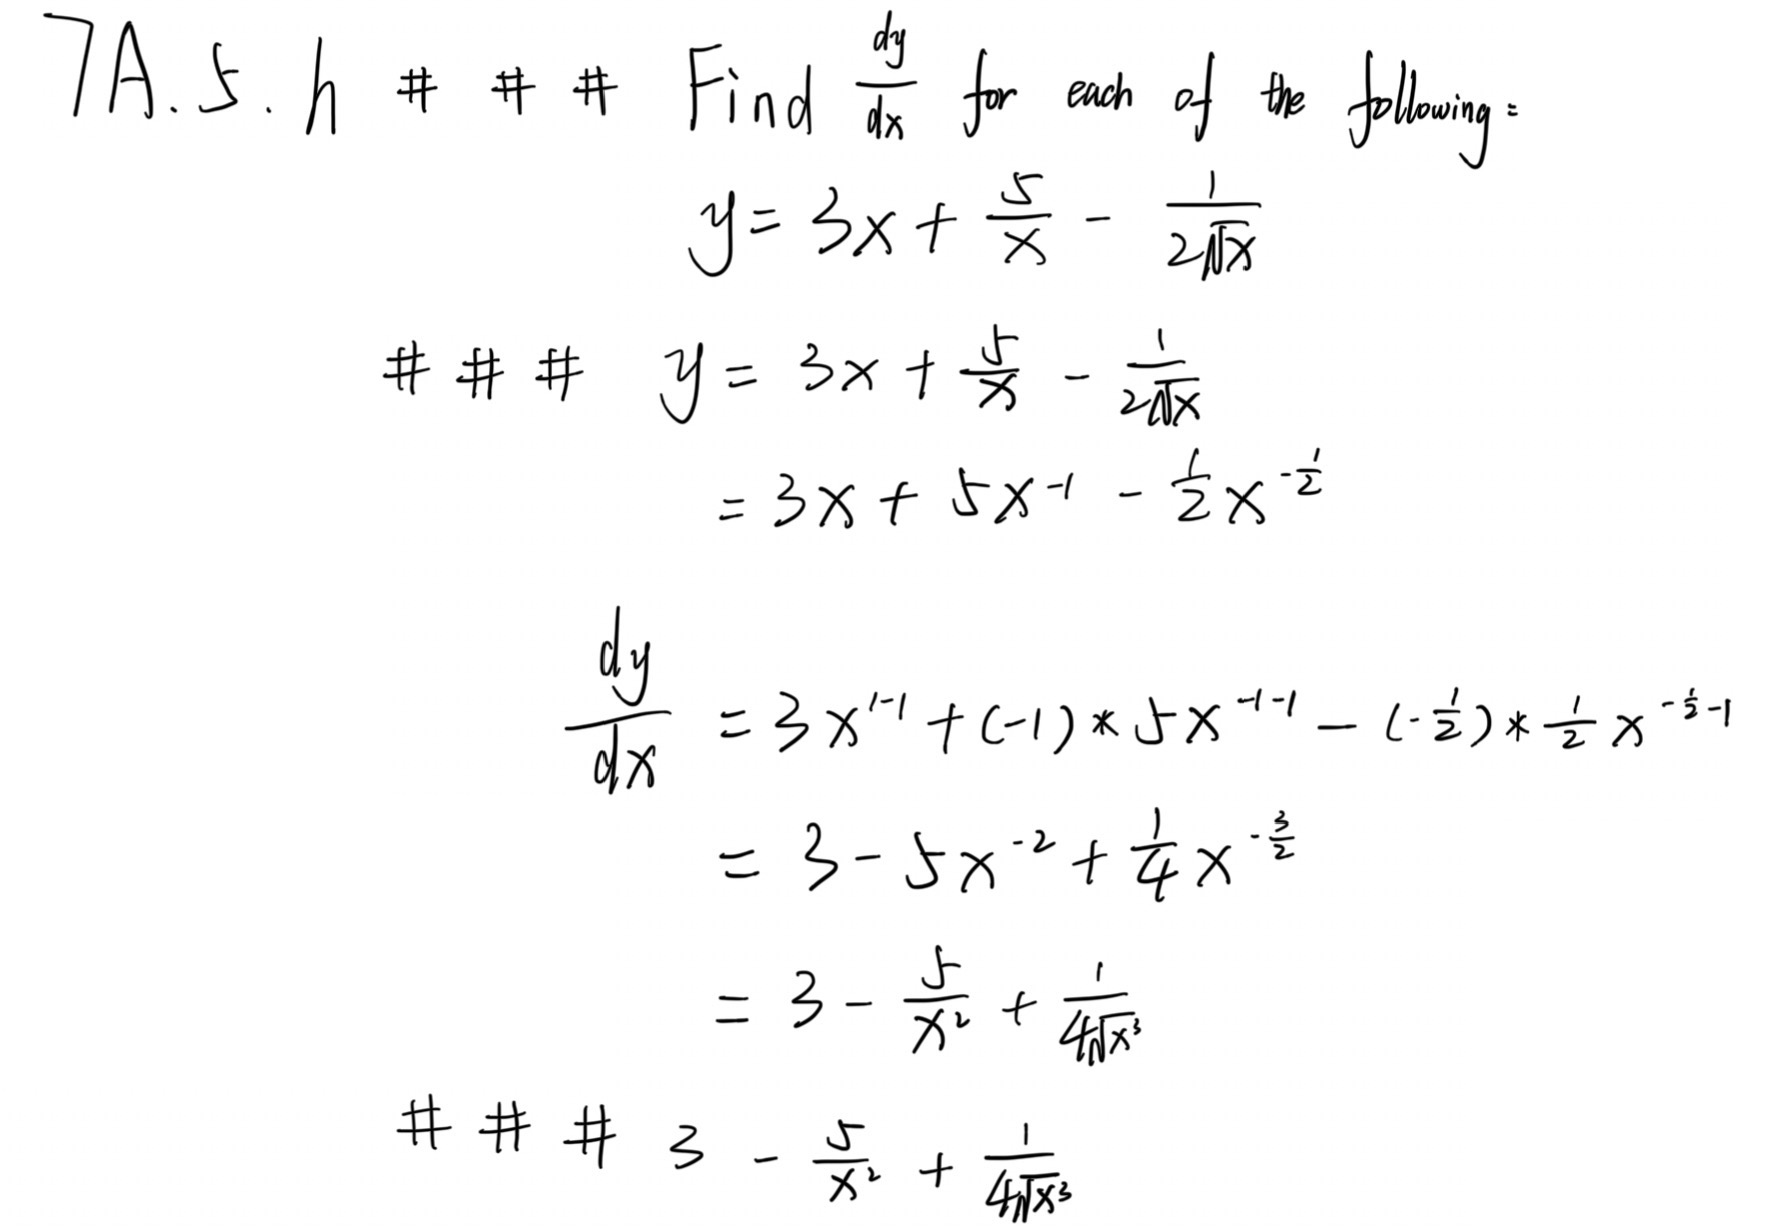 7A.5.h # # # Find \frac{dy}{dx} for each of the following:
y = 3x + \frac{5}{x} - \frac{1}{2\sqrt{x}}
# # # y = 3x + \frac{5}{x} - \frac{1}{2\sqrt{x}}
= 3x + 5x^{-1} - \frac{1}{2}x^{-\frac{1}{2}}
\frac{dy}{dx} = 3x^{1-1} + (-1) * 5x^{-1-1} - (-\frac{1}{2}) * \frac{1}{2}x^{-\frac{1}{2}-1}
= 3 - 5x^{-2} + \frac{1}{4}x^{-\frac{3}{2}}
= 3 - \frac{5}{x^2} + \frac{1}{4\sqrt{x^3}}
# # # 3 - \frac{5}{x^2} + \frac{1}{4\sqrt{x^3}}